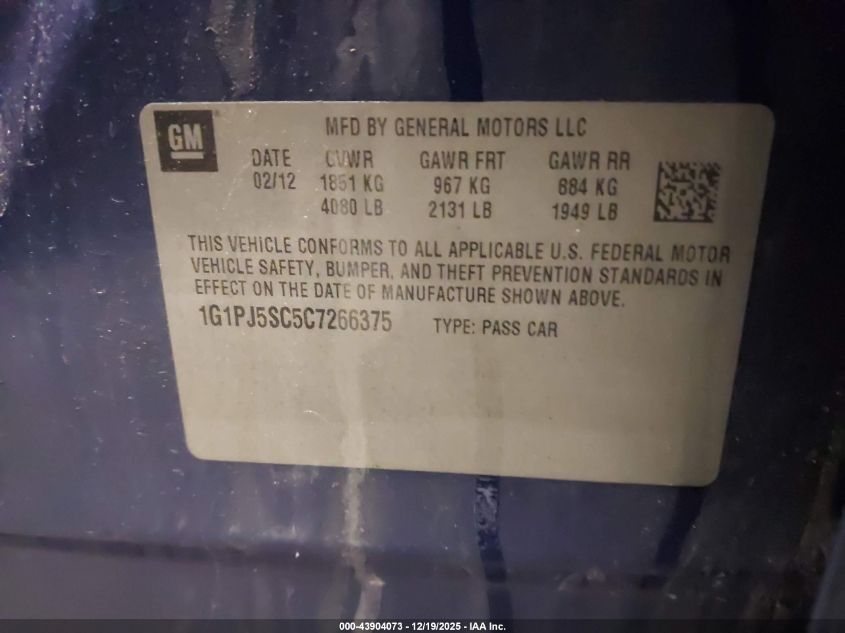 GM
MFD BY GENERAL MOTORS LLC
DATE GVWR GAWR FRT GAWR RR
02/12 1851 KG 967 KG 884 KG
4080 LB 2131 LB 1949 LB
THIS VEHICLE CONFORMS TO ALL APPLICABLE U.S. FEDERAL MOTOR
VEHICLE SAFETY, BUMPER, AND THEFT PREVENTION STANDARDS IN
EFFECT ON THE DATE OF MANUFACTURE SHOWN ABOVE.
1G1PJ5SC5C7266375 TYPE: PASS CAR
000-43904073 - 12/19/2025 - IAA Inc.